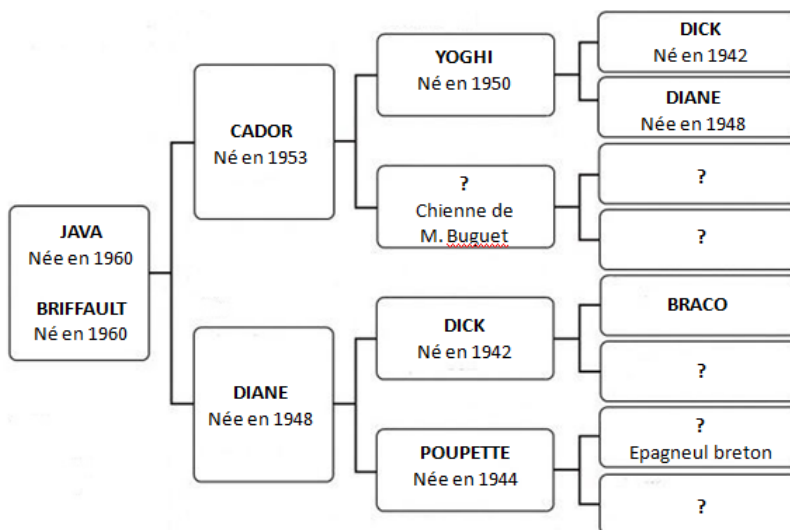 JAVA
Née en 1960
BRIFFAULT
Né en 1960
CADOR
Né en 1953
DIANE
Née en 1948
YOGHI
Né en 1950
?
Chienne de
M. Buguet
DICK
Né en 1942
POUPETTE
Née en 1944
DICK
Né en 1942
DIANE
Née en 1948
?
?
BRACO
?
?
Epagneul breton
?